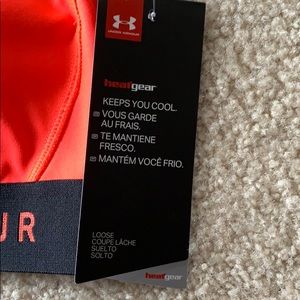 UNDER ARMOUR
heatgear
KEEPS YOU COOL.
VOUS GARDE
AU FRAIS.
TE MANTIENE
FRESCO.
MANTÉM VOCÊ FRIO.
LOOSE
COUPE LÂCHE
SUELTO
SOLTO
heatgear
UR